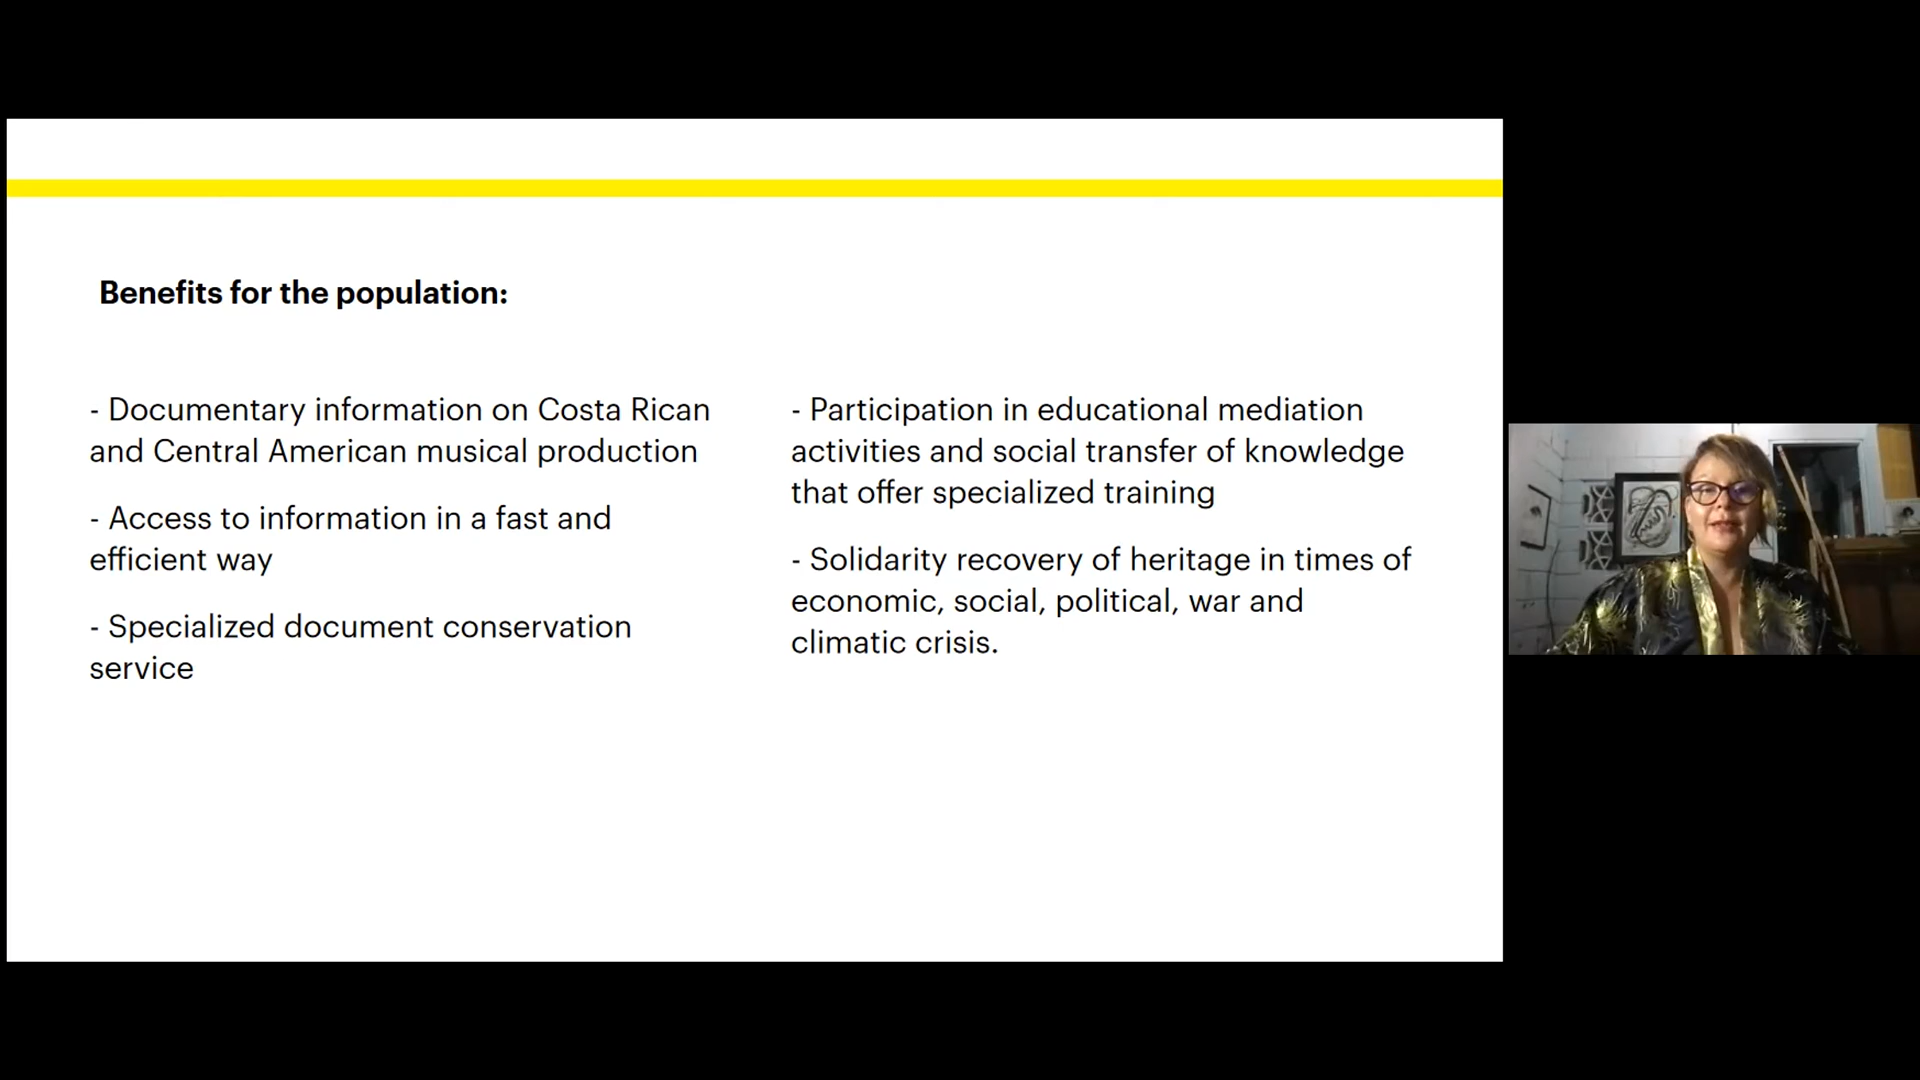 Benefits for the population:
- Documentary information on Costa Rican
and Central American musical production
- Access to information in a fast and
efficient way
- Specialized document conservation
service
- Participation in educational mediation
activities and social transfer of knowledge
that offer specialized training
- Solidarity recovery of heritage in times of
economic, social, political, war and
climatic crisis.